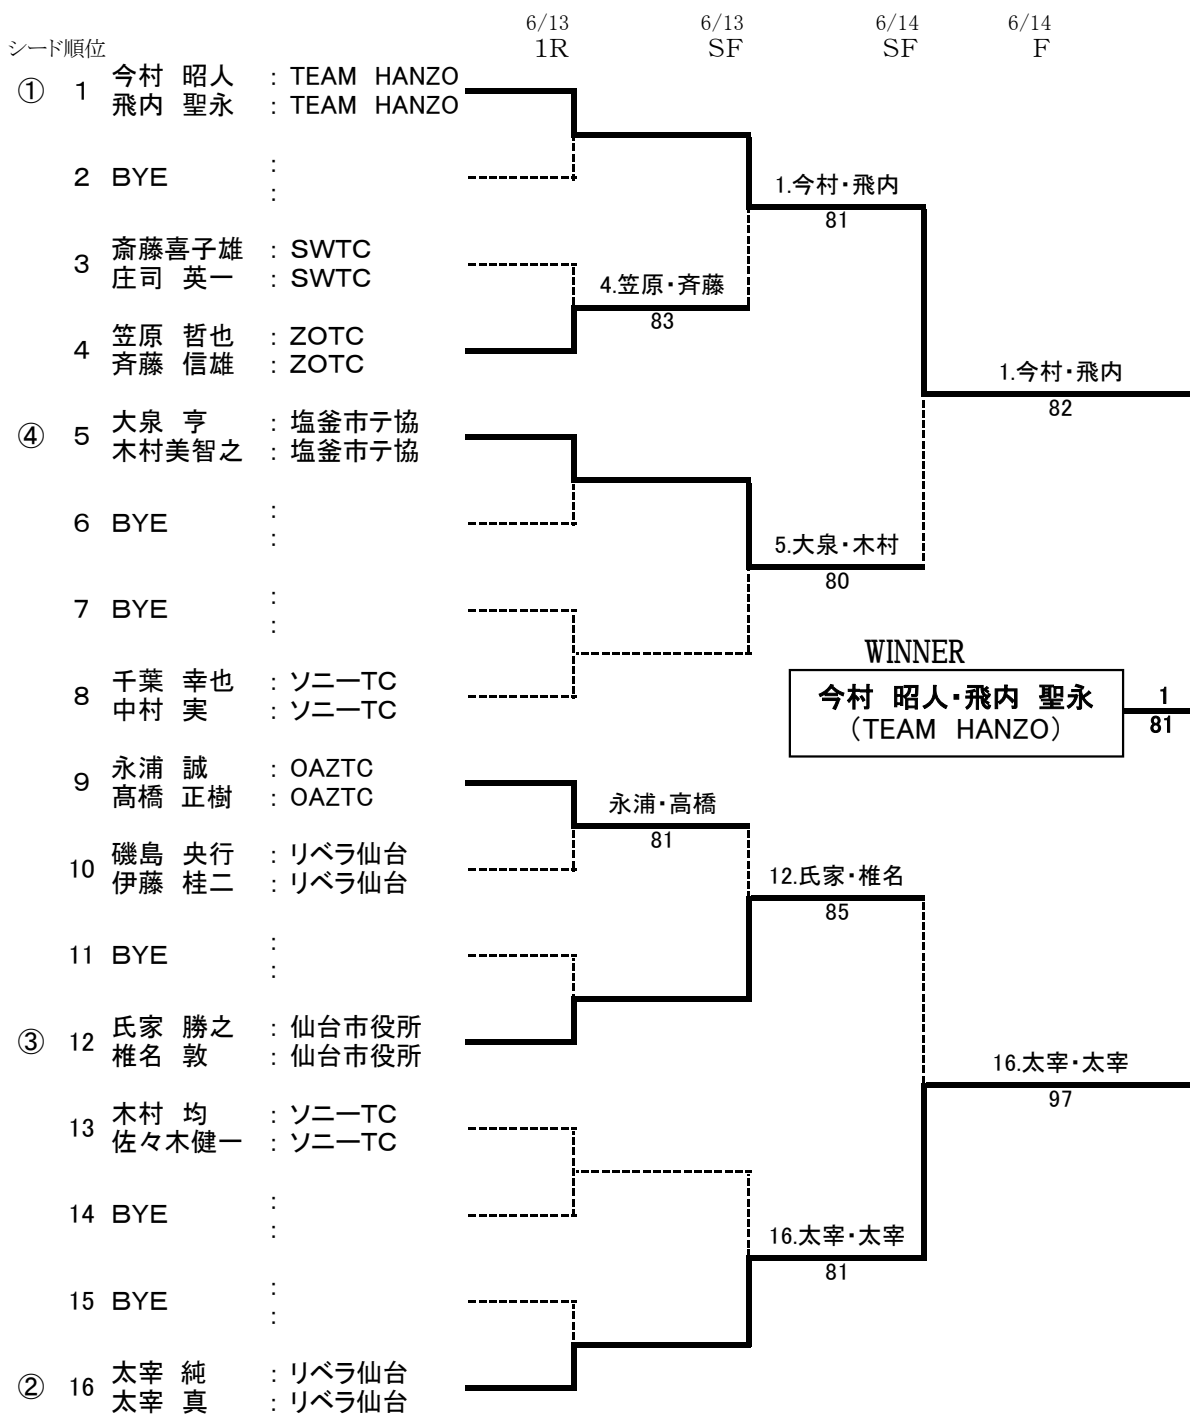 6/13 6/13 6/14 6/14
シード順位 1R SF SF F
① 1 今村 昭人 : TEAM HANZO
飛内 聖永 : TEAM HANZO
2 BYE :
:
1.今村・飛内
81
3 斎藤喜子雄 : SWTC
庄司 英一 : SWTC
4.笠原・斉藤
83
4 笠原 哲也 : ZOTC
斉藤 信雄 : ZOTC
1.今村・飛内
82
④ 5 大泉 亨 : 塩釜市テ協
木村美智之 : 塩釜市テ協
6 BYE :
:
5.大泉・木村
80
7 BYE :
:
WINNER
8 千葉 幸也 : ソニーTC
中村 実 : ソニーTC
今村 昭人・飛内 聖永 1
(TEAM HANZO) 81
9 永浦 誠 : OAZTC
髙橋 正樹 : OAZTC
永浦・高橋
81
10 磯島 央行 : リベラ仙台
伊藤 桂二 : リベラ仙台
12.氏家・椎名
85
11 BYE :
:
③ 12 氏家 勝之 : 仙台市役所
椎名 敦 : 仙台市役所
16.太宰・太宰
97
13 木村 均 : ソニーTC
佐々木健一 : ソニーTC
14 BYE :
:
16.太宰・太宰
81
15 BYE :
:
② 16 太宰 純 : リベラ仙台
太宰 真 : リベラ仙台